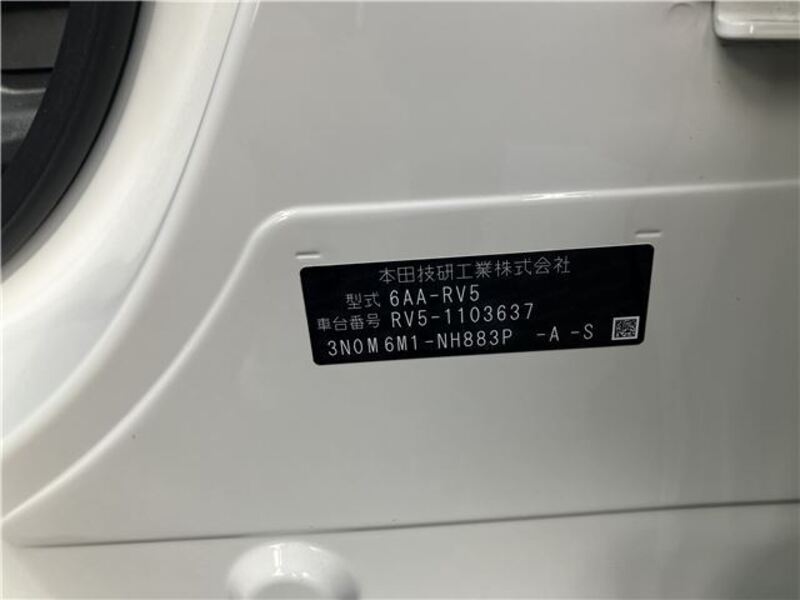 本田技研工業株式会社
型式 6AA-RV5
車台番号 RV5-1103637
3N0M6M1-NH883P -A-S